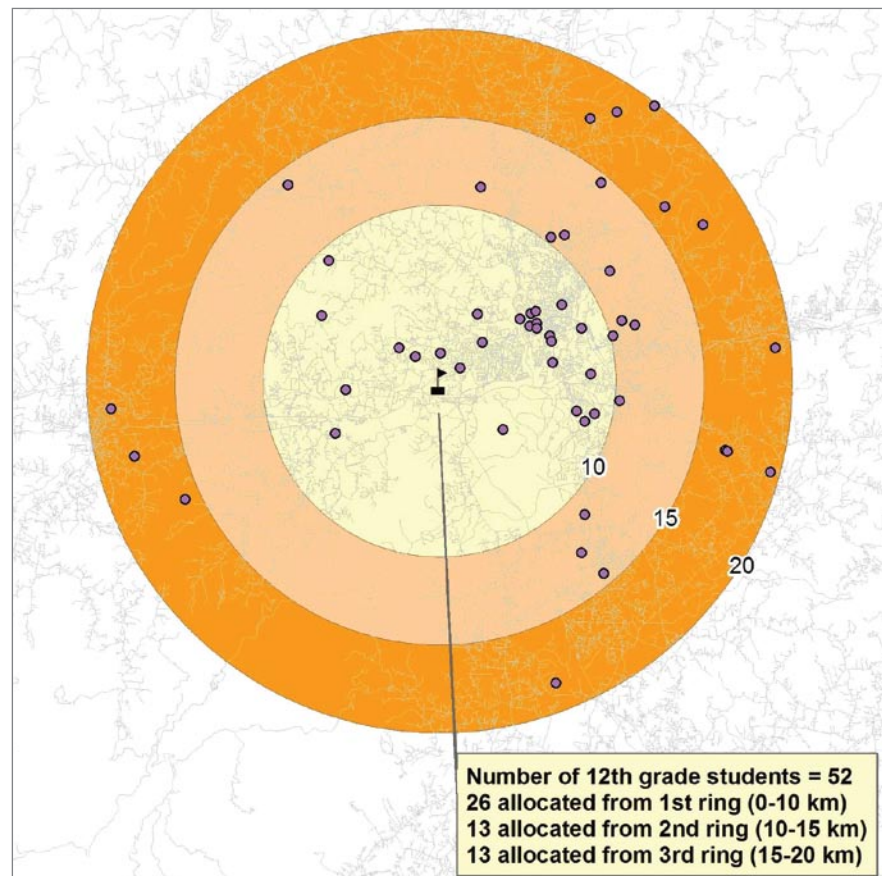 10
15
20
Number of 12th grade students = 52
26 allocated from 1st ring (0-10 km)
13 allocated from 2nd ring (10-15 km)
13 allocated from 3rd ring (15-20 km)